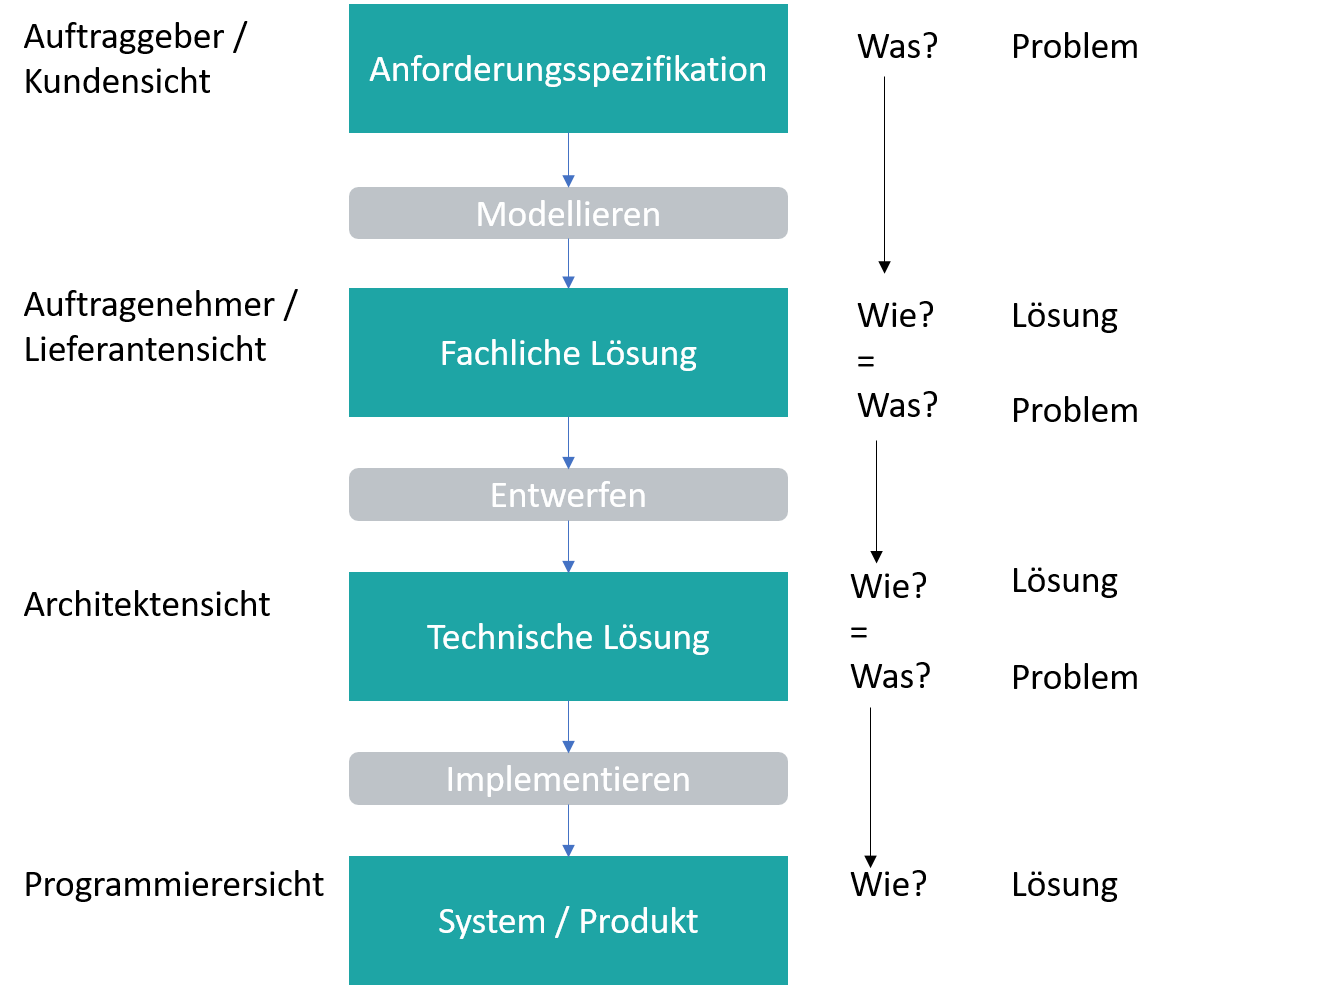 Auftraggeber /
Kundensicht
Anforderungsspezifikation
Was?
Problem
Modellieren
Auftragenehmer /
Lieferantensicht
Fachliche Lösung
Wie?
Lösung
=
Was?
Problem
Entwerfen
Architektensicht
Technische Lösung
Wie?
Lösung
=
Was?
Problem
Implementieren
Programmierersicht
System / Produkt
Wie?
Lösung